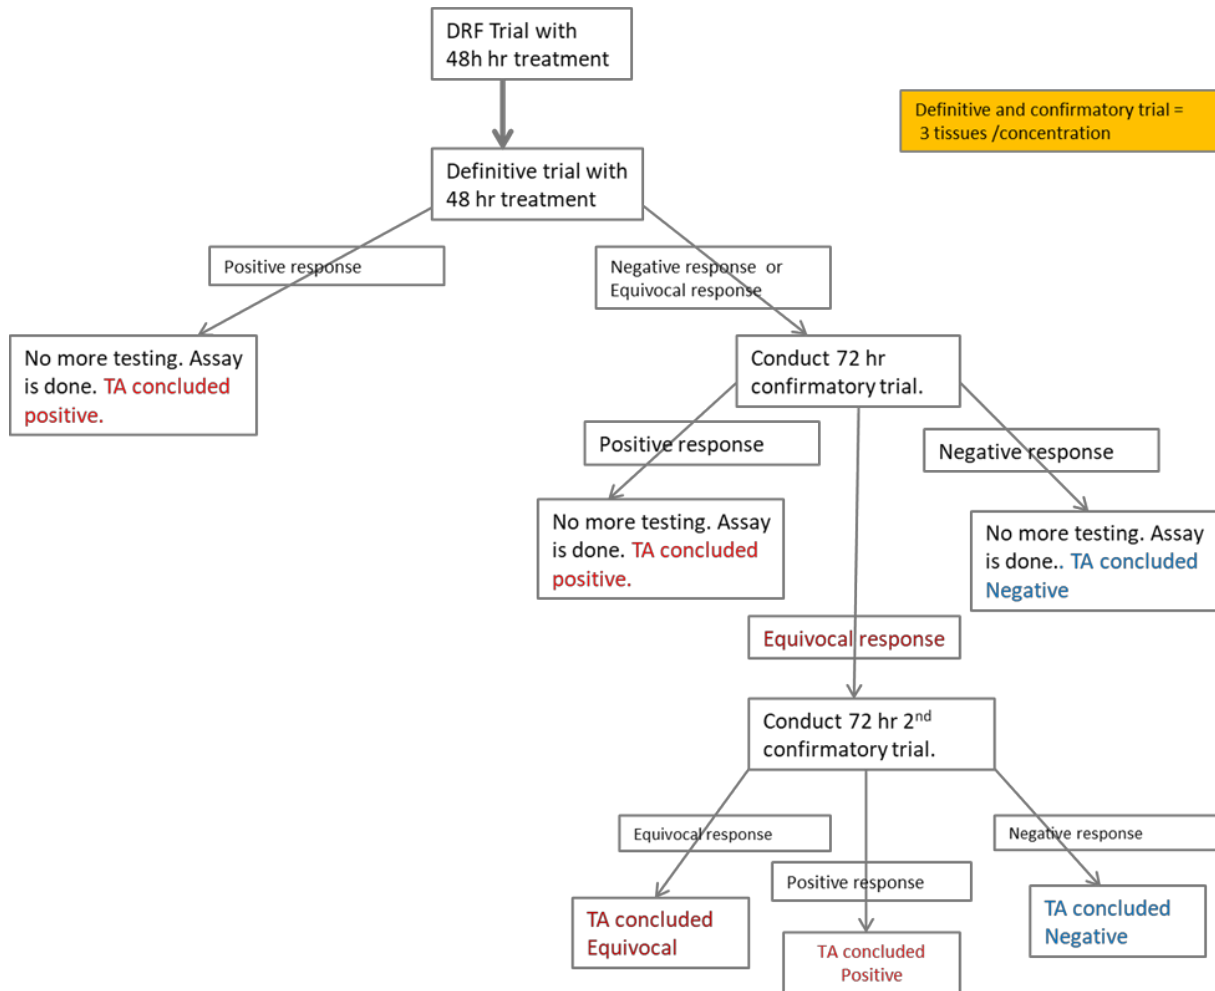 DRF Trial with
48h hr treatment
Definitive and confirmatory trial =
3 tissues /concentration
Definitive trial with
48 hr treatment
Positive response
Negative response or
Equivocal response
No more testing. Assay
is done. TA concluded
positive.
Conduct 72 hr
confirmatory trial.
Positive response
Negative response
No more testing. Assay
is done. TA concluded
positive.
No more testing. Assay
is done.. TA concluded
Negative
Equivocal response
Conduct 72 hr 2nd
confirmatory trial.
Equivocal response
Negative response
Positive response
TA concluded
Equivocal
TA concluded
Positive
TA concluded
Negative